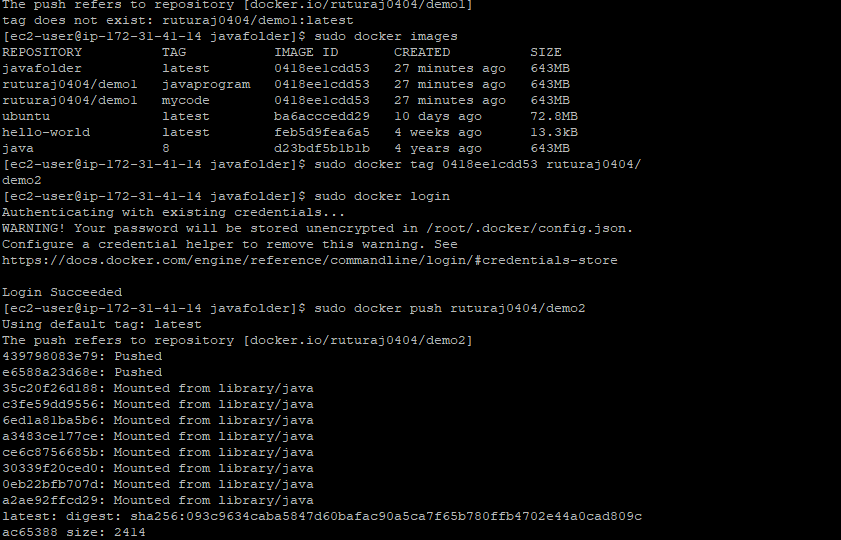 The push refers to repository [docker.io/ruturaj0404/demo1]
tag does not exist: ruturaj0404/demo1:latest
[ec2-user@ip-172-31-41-14 javafolder]$ sudo docker images
REPOSITORY          TAG           IMAGE ID       CREATED          SIZE
javafolder          latest        0418ee1cdd53   27 minutes ago   643MB
ruturaj0404/demo1   javaprogram   0418ee1cdd53   27 minutes ago   643MB
ruturaj0404/demo1   mycode        0418ee1cdd53   27 minutes ago   643MB
ubuntu              latest        ba6acccedd29   10 days ago      72.8MB
hello-world         latest        feb5d9fea6a5   4 weeks ago      13.3kB
java                8             d23bdf5b1b1b   4 years ago      643MB
[ec2-user@ip-172-31-41-14 javafolder]$ sudo docker tag 0418ee1cdd53 ruturaj0404/
demo2
[ec2-user@ip-172-31-41-14 javafolder]$ sudo docker login
Authenticating with existing credentials...
WARNING! Your password will be stored unencrypted in /root/.docker/config.json.
Configure a credential helper to remove this warning. See
https://docs.docker.com/engine/reference/commandline/login/#credentials-store

Login Succeeded
[ec2-user@ip-172-31-41-14 javafolder]$ sudo docker push ruturaj0404/demo2
Using default tag: latest
The push refers to repository [docker.io/ruturaj0404/demo2]
439798083e79: Pushed
e6588a23d68e: Pushed
35c20f26d188: Mounted from library/java
c3fe59dd9556: Mounted from library/java
6ed1a81ba5b6: Mounted from library/java
a3483ce177ce: Mounted from library/java
ce6c8756685b: Mounted from library/java
30339f20ced0: Mounted from library/java
0eb22bfb707d: Mounted from library/java
a2ae92ffcd29: Mounted from library/java
latest: digest: sha256:093c9634caba5847d60bafac90a5ca7f65b780ffb4702e44a0cad809c
ac65388 size: 2414